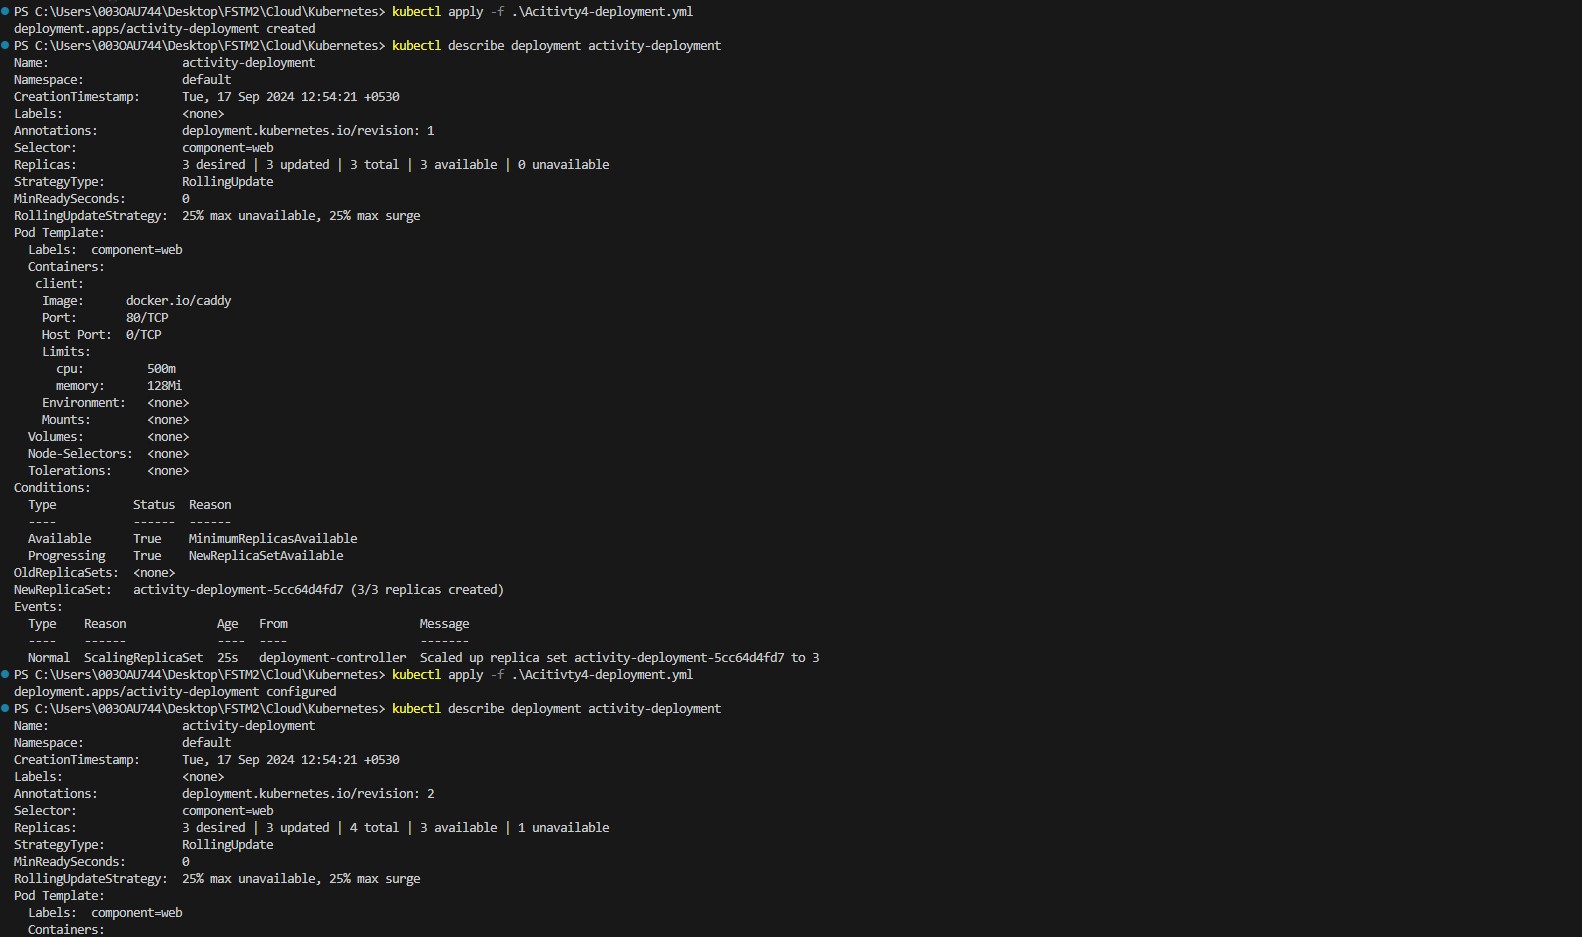 PS C:\Users\003OAU744\Desktop\FSTM2\Cloud\Kubernetes> kubectl apply -f .\Acitivty4-deployment.yml
deployment.apps/activity-deployment created
PS C:\Users\003OAU744\Desktop\FSTM2\Cloud\Kubernetes> kubectl describe deployment activity-deployment
Name:                   activity-deployment
Namespace:              default
CreationTimestamp:      Tue, 17 Sep 2024 12:54:21 +0530
Labels:                 <none>
Annotations:            deployment.kubernetes.io/revision: 1
Selector:               component=web
Replicas:               3 desired | 3 updated | 3 total | 3 available | 0 unavailable
StrategyType:           RollingUpdate
MinReadySeconds:        0
RollingUpdateStrategy:  25% max unavailable, 25% max surge
Pod Template:
  Labels:  component=web
  Containers:
   client:
    Image:      docker.io/caddy
    Port:       80/TCP
    Host Port:  0/TCP
    Limits:
      cpu:         500m
      memory:      128Mi
    Environment:   <none>
    Mounts:        <none>
  Volumes:         <none>
  Node-Selectors:  <none>
  Tolerations:     <none>
Conditions:
  Type           Status  Reason
  ----           ------  ------
  Available      True    MinimumReplicasAvailable
  Progressing    True    NewReplicaSetAvailable
OldReplicaSets:  <none>
NewReplicaSet:   activity-deployment-5cc64d4fd7 (3/3 replicas created)
Events:
  Type    Reason             Age   From                   Message
  ----    ------             ----  ----                   -------
  Normal  ScalingReplicaSet  25s   deployment-controller  Scaled up replica set activity-deployment-5cc64d4fd7 to 3
PS C:\Users\003OAU744\Desktop\FSTM2\Cloud\Kubernetes> kubectl apply -f .\Acitivty4-deployment.yml
deployment.apps/activity-deployment configured
PS C:\Users\003OAU744\Desktop\FSTM2\Cloud\Kubernetes> kubectl describe deployment activity-deployment
Name:                   activity-deployment
Namespace:              default
CreationTimestamp:      Tue, 17 Sep 2024 12:54:21 +0530
Labels:                 <none>
Annotations:            deployment.kubernetes.io/revision: 2
Selector:               component=web
Replicas:               3 desired | 3 updated | 4 total | 3 available | 1 unavailable
StrategyType:           RollingUpdate
MinReadySeconds:        0
RollingUpdateStrategy:  25% max unavailable, 25% max surge
Pod Template:
  Labels:  component=web
  Containers: